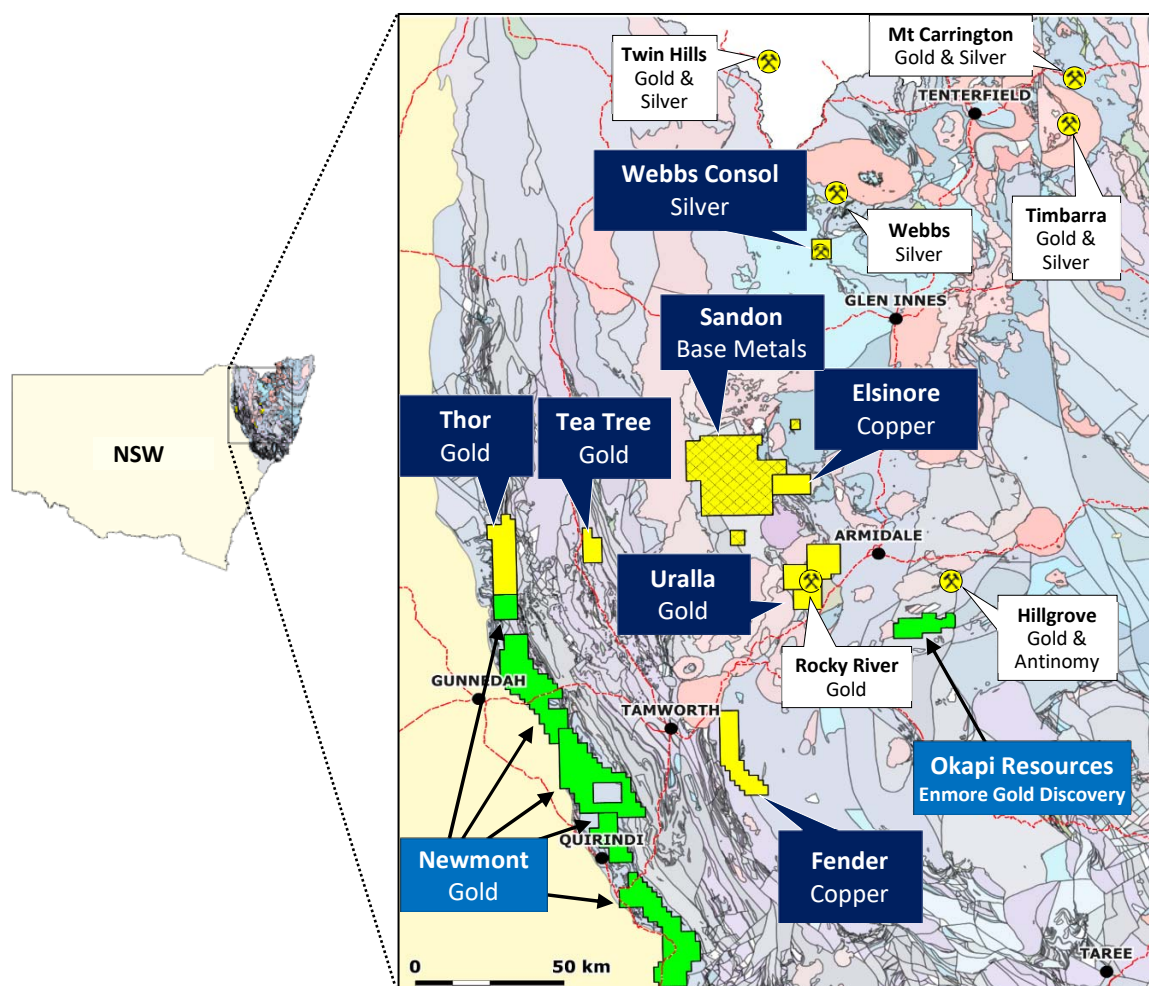 Mt Carrington
Gold & Silver
Twin Hills
Gold &
Silver
TENTERFIELD
Webbs Consol
Silver
Webbs
Silver
Timbarra
Gold &
Silver
GLEN INNES
Sandon
Base Metals
Elsinore
Copper
Thor
Gold
Tea Tree
Gold
NSW
ARMIDALE
Uralla
Gold
Hillgrove
Gold &
Antinomy
Rocky River
Gold
GUNNEDAH
TAMWORTH
Okapi Resources
Enmore Gold Discovery
QUIRINDI
Newmont
Gold
Fender
Copper
TAREE
0 50 km